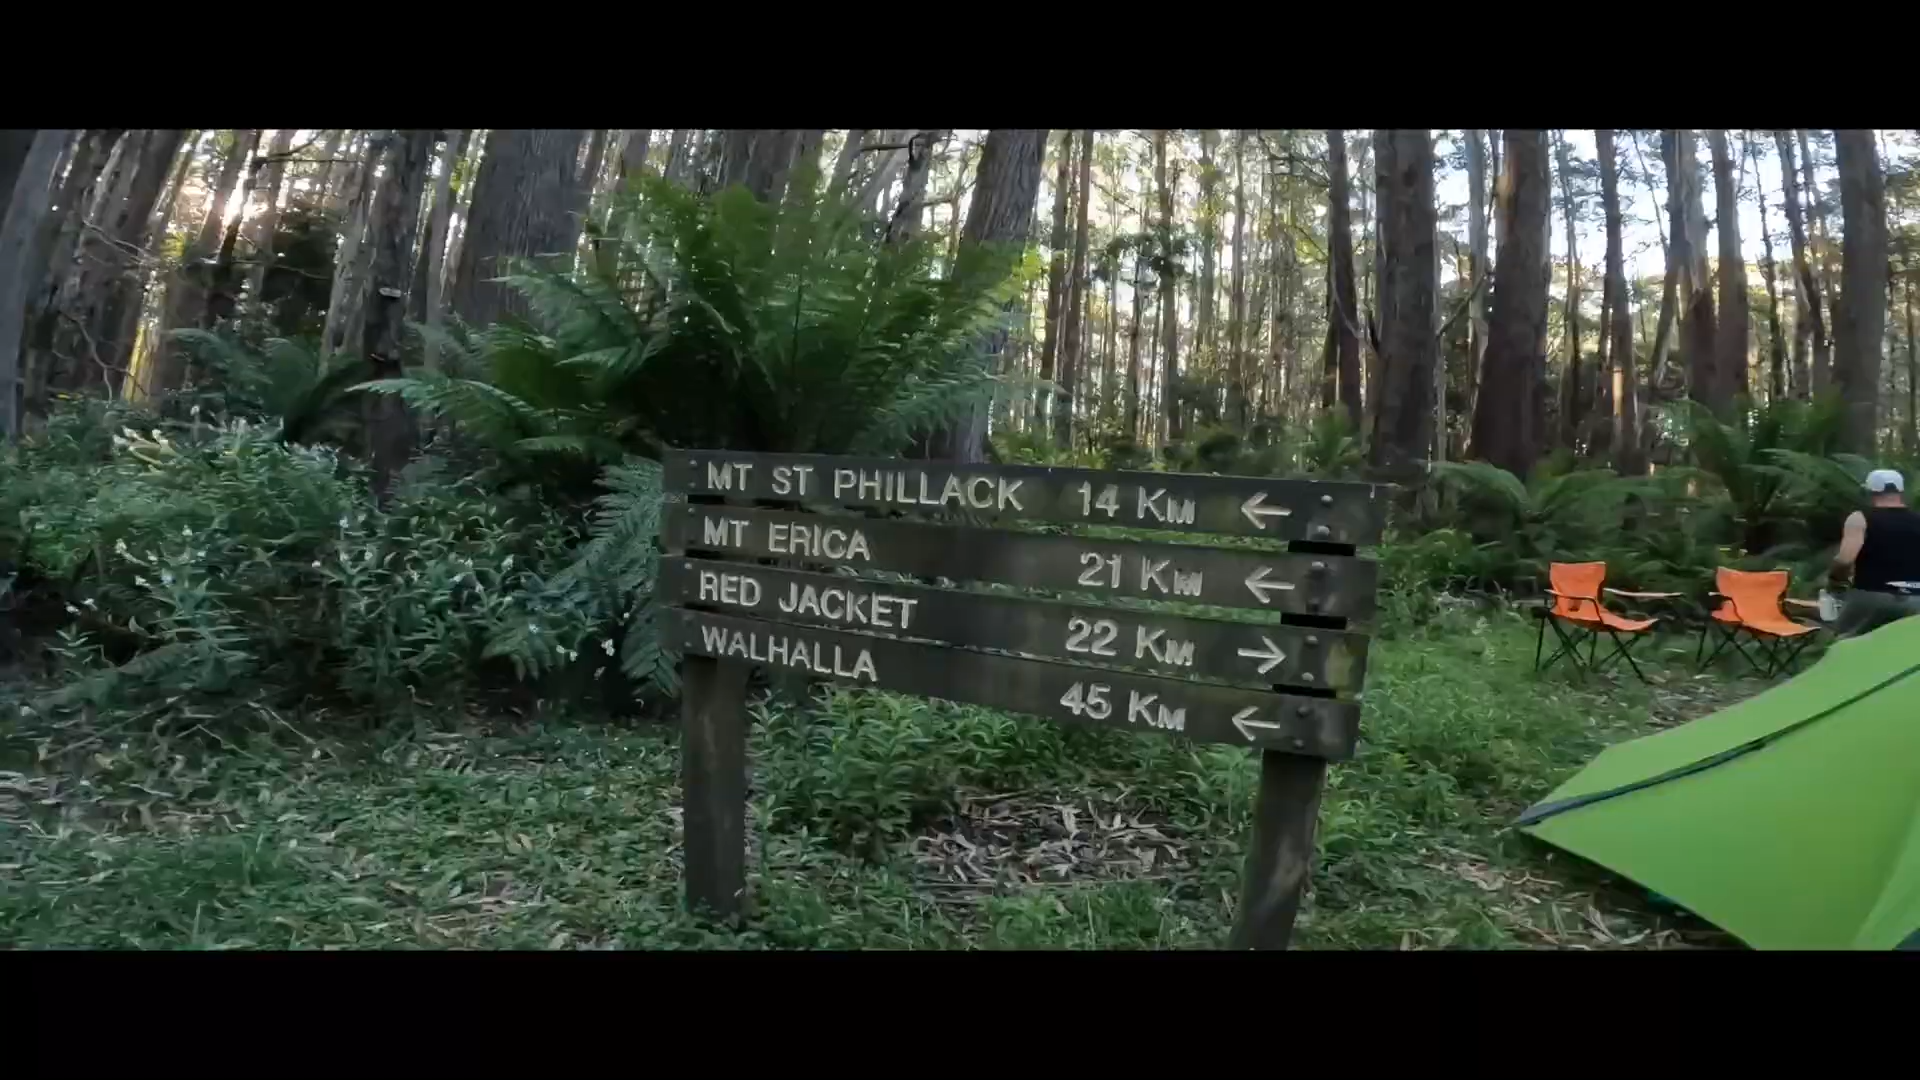 MT ST PHILLACK 14 KM ←
MT ERICA 21 KM ←
RED JACKET 22 KM →
WALHALLA 45 KM ←